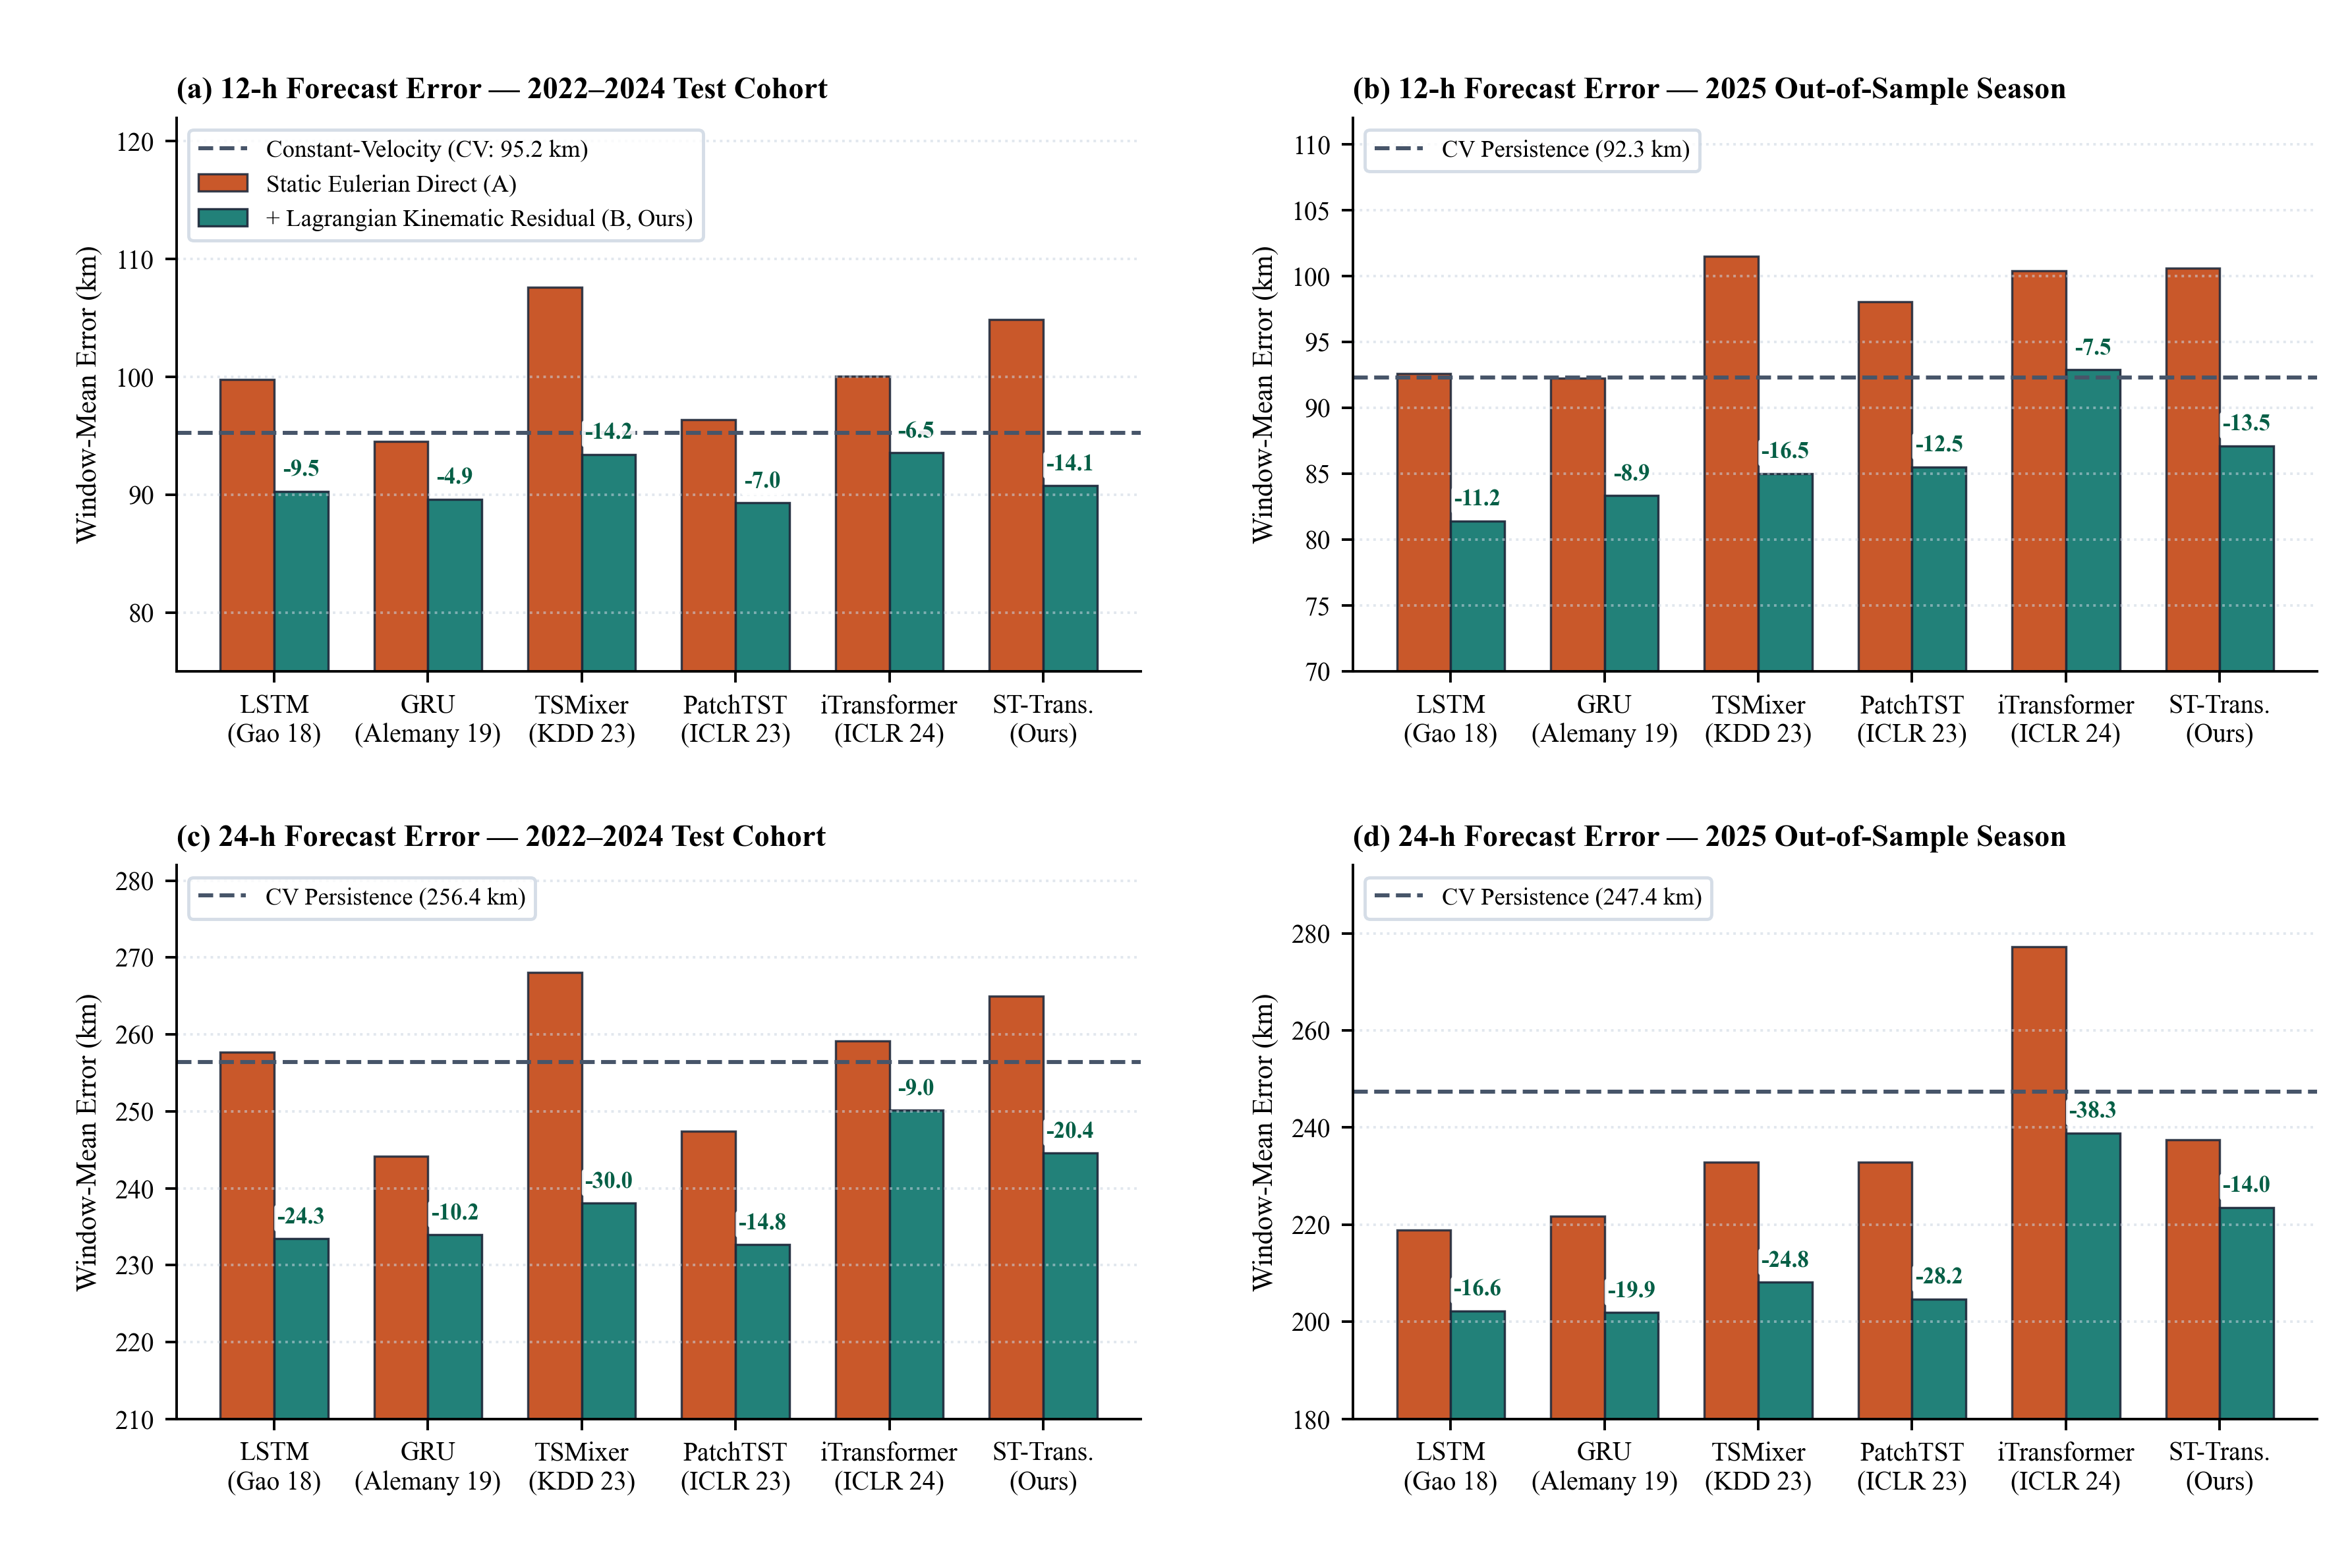 (a) 12-h Forecast Error — 2022–2024 Test Cohort
Window-Mean Error (km)
120
110
100
90
80
Constant-Velocity (CV: 95.2 km)
Static Eulerian Direct (A)
+ Lagrangian Kinematic Residual (B, Ours)
-9.5
-4.9
-14.2
-7.0
-6.5
-14.1
LSTM
(Gao 18)
GRU
(Alemany 19)
TSMixer
(KDD 23)
PatchTST
(ICLR 23)
iTransformer
(ICLR 24)
ST-Trans.
(Ours)
(b) 12-h Forecast Error — 2025 Out-of-Sample Season
Window-Mean Error (km)
110
105
100
95
90
85
80
75
70
CV Persistence (92.3 km)
-11.2
-8.9
-16.5
-12.5
-7.5
-13.5
LSTM
(Gao 18)
GRU
(Alemany 19)
TSMixer
(KDD 23)
PatchTST
(ICLR 23)
iTransformer
(ICLR 24)
ST-Trans.
(Ours)
(c) 24-h Forecast Error — 2022–2024 Test Cohort
Window-Mean Error (km)
280
270
260
250
240
230
220
210
CV Persistence (256.4 km)
-24.3
-10.2
-30.0
-14.8
-9.0
-20.4
LSTM
(Gao 18)
GRU
(Alemany 19)
TSMixer
(KDD 23)
PatchTST
(ICLR 23)
iTransformer
(ICLR 24)
ST-Trans.
(Ours)
(d) 24-h Forecast Error — 2025 Out-of-Sample Season
Window-Mean Error (km)
280
260
240
220
200
180
CV Persistence (247.4 km)
-16.6
-19.9
-24.8
-28.2
-38.3
-14.0
LSTM
(Gao 18)
GRU
(Alemany 19)
TSMixer
(KDD 23)
PatchTST
(ICLR 23)
iTransformer
(ICLR 24)
ST-Trans.
(Ours)